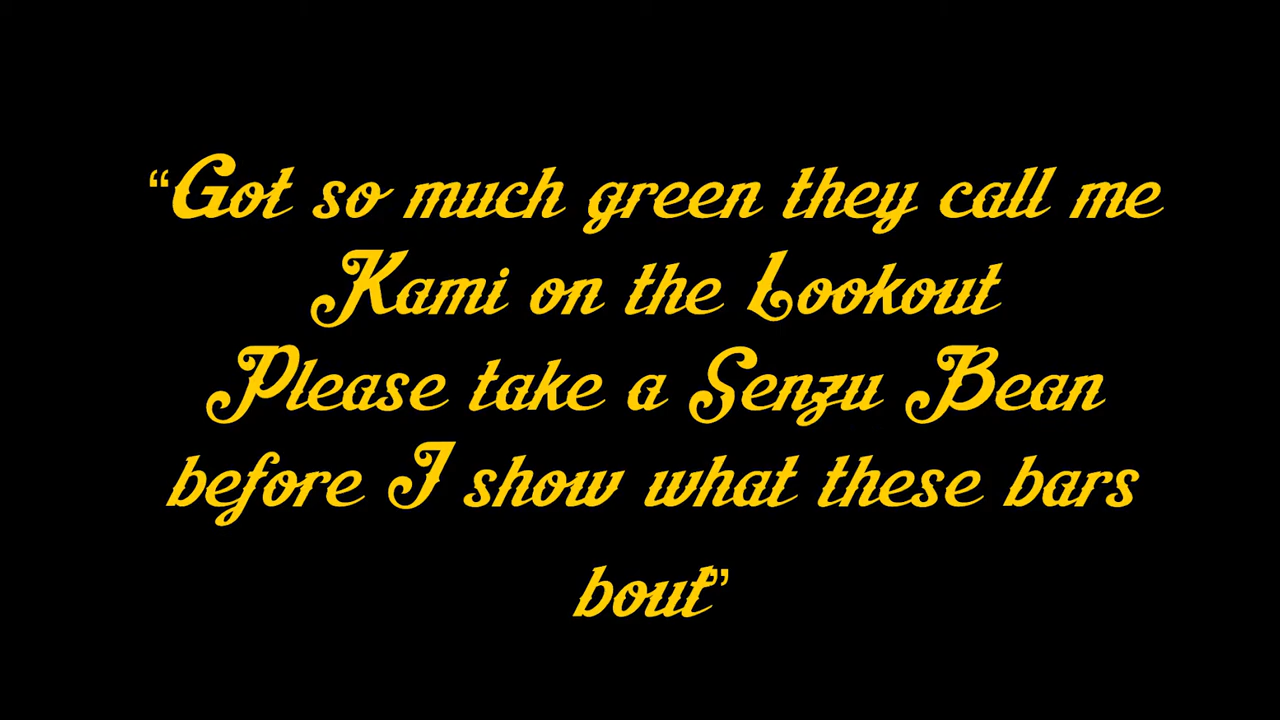 “Got so much green they call me
Kami on the Lookout
Please take a Senzu Bean
before I show what these bars
bout”